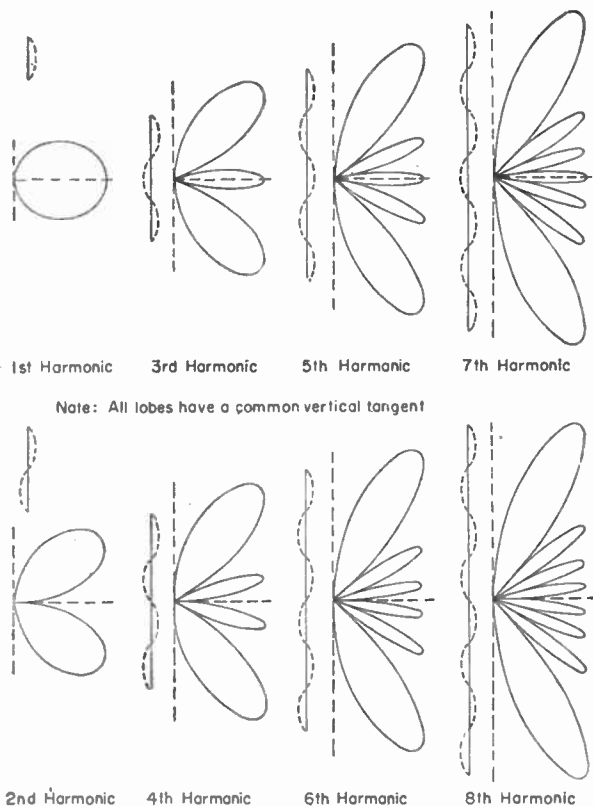 1st Harmonic 3rd Harmonic 5th Harmanic 7th Harmonic
Note: All lobes have a common vertical tangent
2nd Harmonic 4th Harmonic 6th Harmonic 8th Harmonic